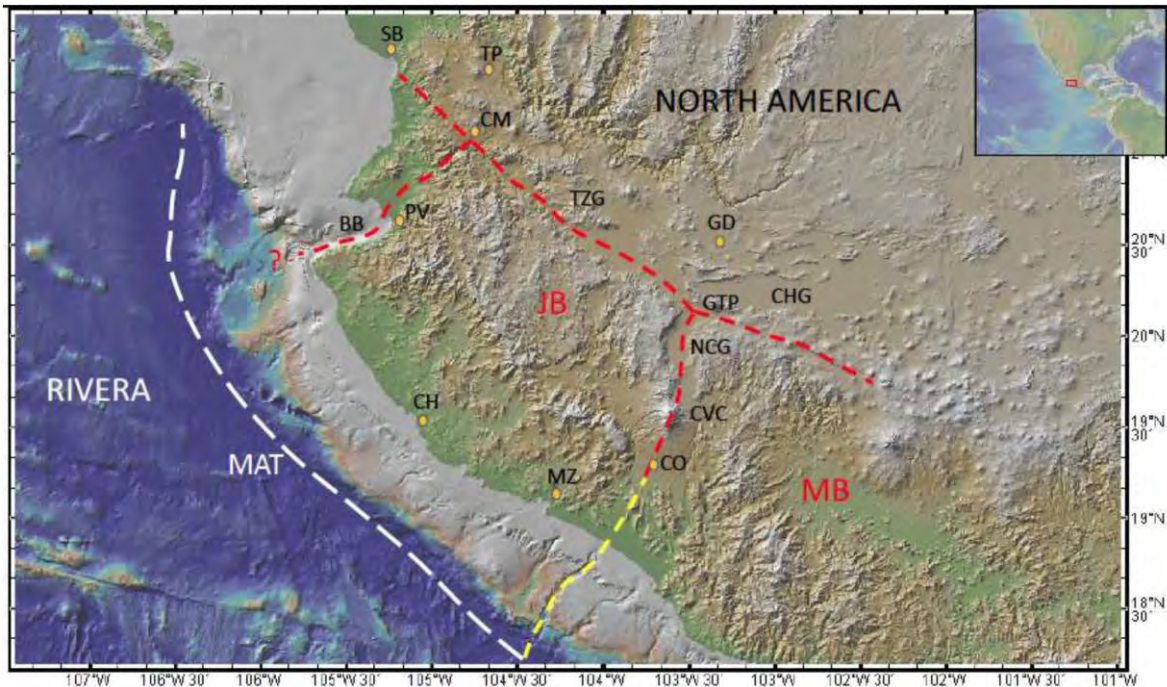 SB
TP
NORTH AMERICA
CM
TZG
PV
BB
GD
20°N
30'
?
JB
GTP
CHG
20°N
NCG
RIVERA
CH
CVC
19°N
30'
MAT
CO
MZ
MB
19°N
18°N
30'
107°W 106°W 30' 106°W 105°W 30' 105°W 104°W 30' 104°W 103°W 30' 103°W 102°W 30' 102°W 101°W 30' 101°W